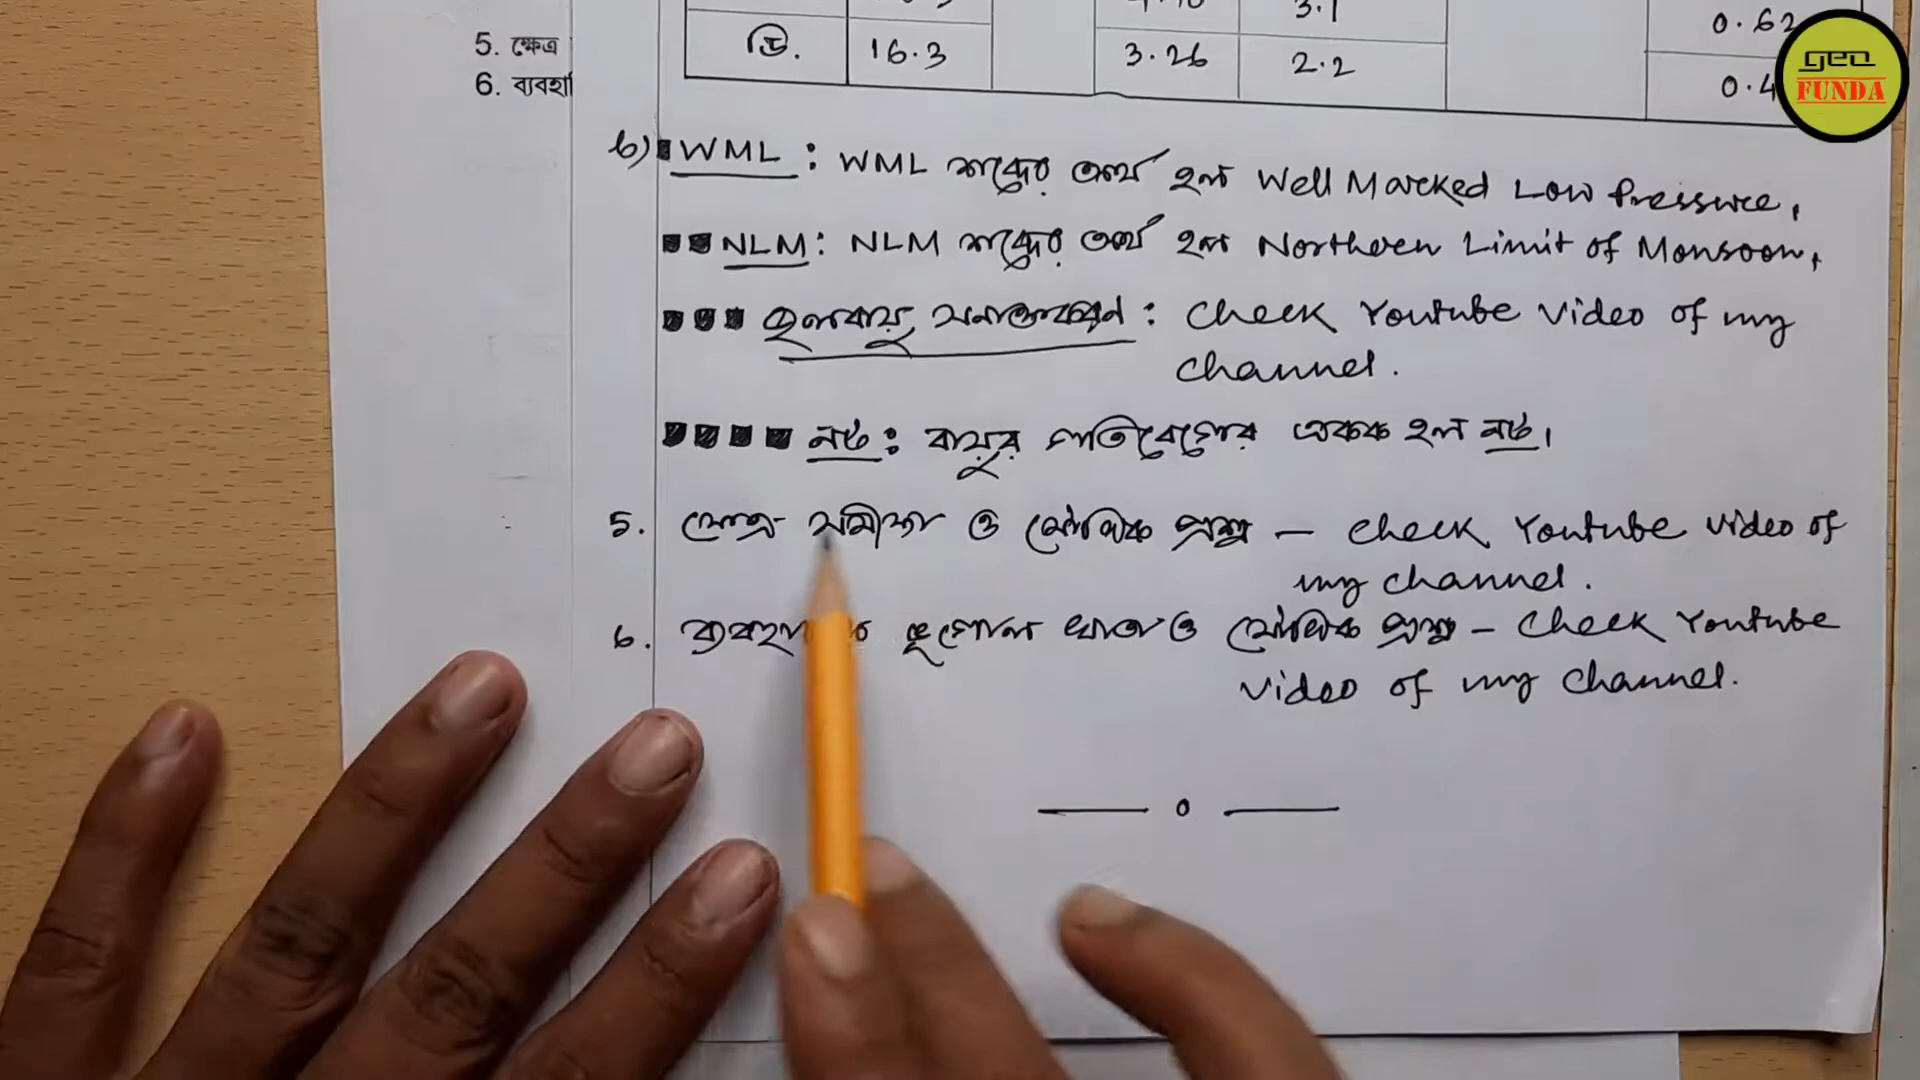 3.1
0.62
ডি. 16.3 3.26 2.2
0.4
geo
FUNDA
5. ক্ষেত্র
6. ব্যবহা
b) WML : WML শব্দের অর্থ হল Well Marked Low Pressure,
NLM : NLM শব্দের অর্থ হল Northern Limit of Monsoon,
স্থলবায়ু সনাক্তকরণ : Check Youtube Video of my
Channel.
নট : বায়ুর গতিবেগের একক হল নট।
5. ক্ষেত্র সমীক্ষা ও মৌখিক প্রশ্ন - Check Youtube Video of
my channel.
6. ভূগোল খাতা ও মৌখিক প্রশ্ন - Check Youtube
Video of my Channel.